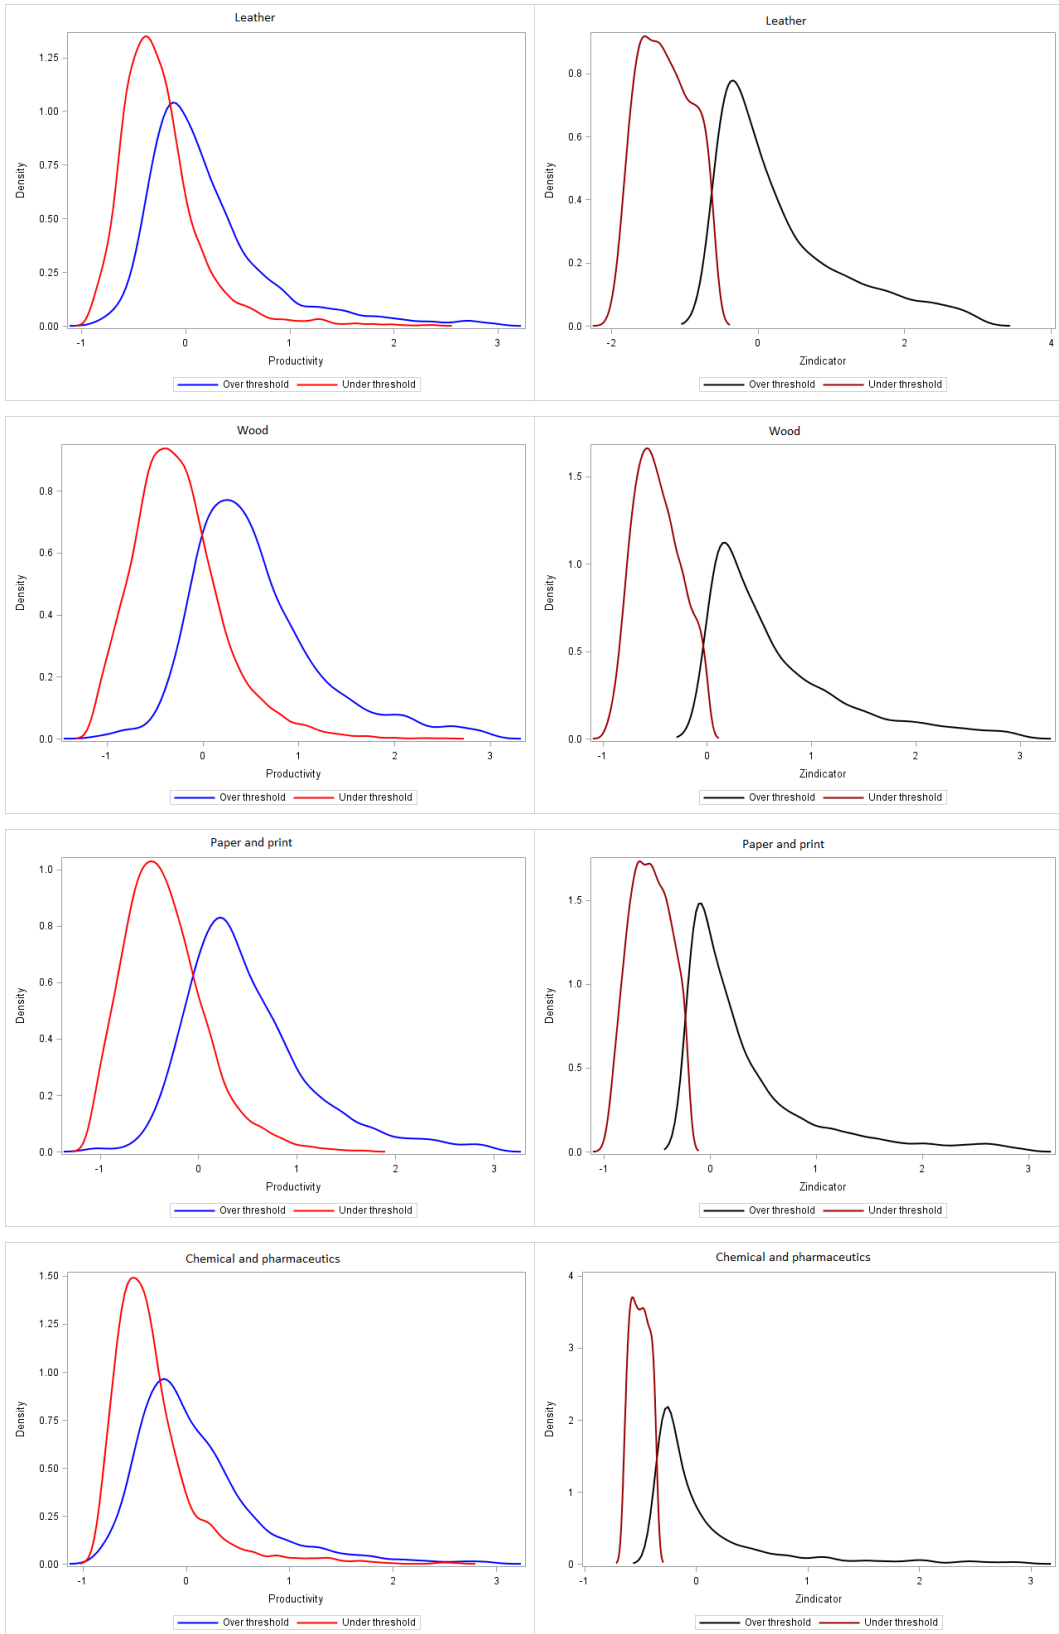 Leather
1.25
1.00
0.75
0.50
0.25
0.00
Density
-1 0 1 2 3
Productivity
Over threshold Under threshold
Leather
0.8
0.6
0.4
0.2
0.0
Density
-2 0 2 4
Zindicator
Over threshold Under threshold
Wood
0.8
0.6
0.4
0.2
0.0
Density
-1 0 1 2 3
Productivity
Over threshold Under threshold
Wood
1.5
1.0
0.5
0.0
Density
-1 0 1 2 3
Zindicator
Over threshold Under threshold
Paper and print
1.0
0.8
0.6
0.4
0.2
0.0
Density
-1 0 1 2 3
Productivity
Over threshold Under threshold
Paper and print
1.5
1.0
0.5
0.0
Density
-1 0 1 2 3
Zindicator
Over threshold Under threshold
Chemical and pharmaceutics
1.50
1.25
1.00
0.75
0.50
0.25
0.00
Density
-1 0 1 2 3
Productivity
Over threshold Under threshold
Chemical and pharmaceutics
4
3
2
1
0
Density
-1 0 1 2 3
Zindicator
Over threshold Under threshold